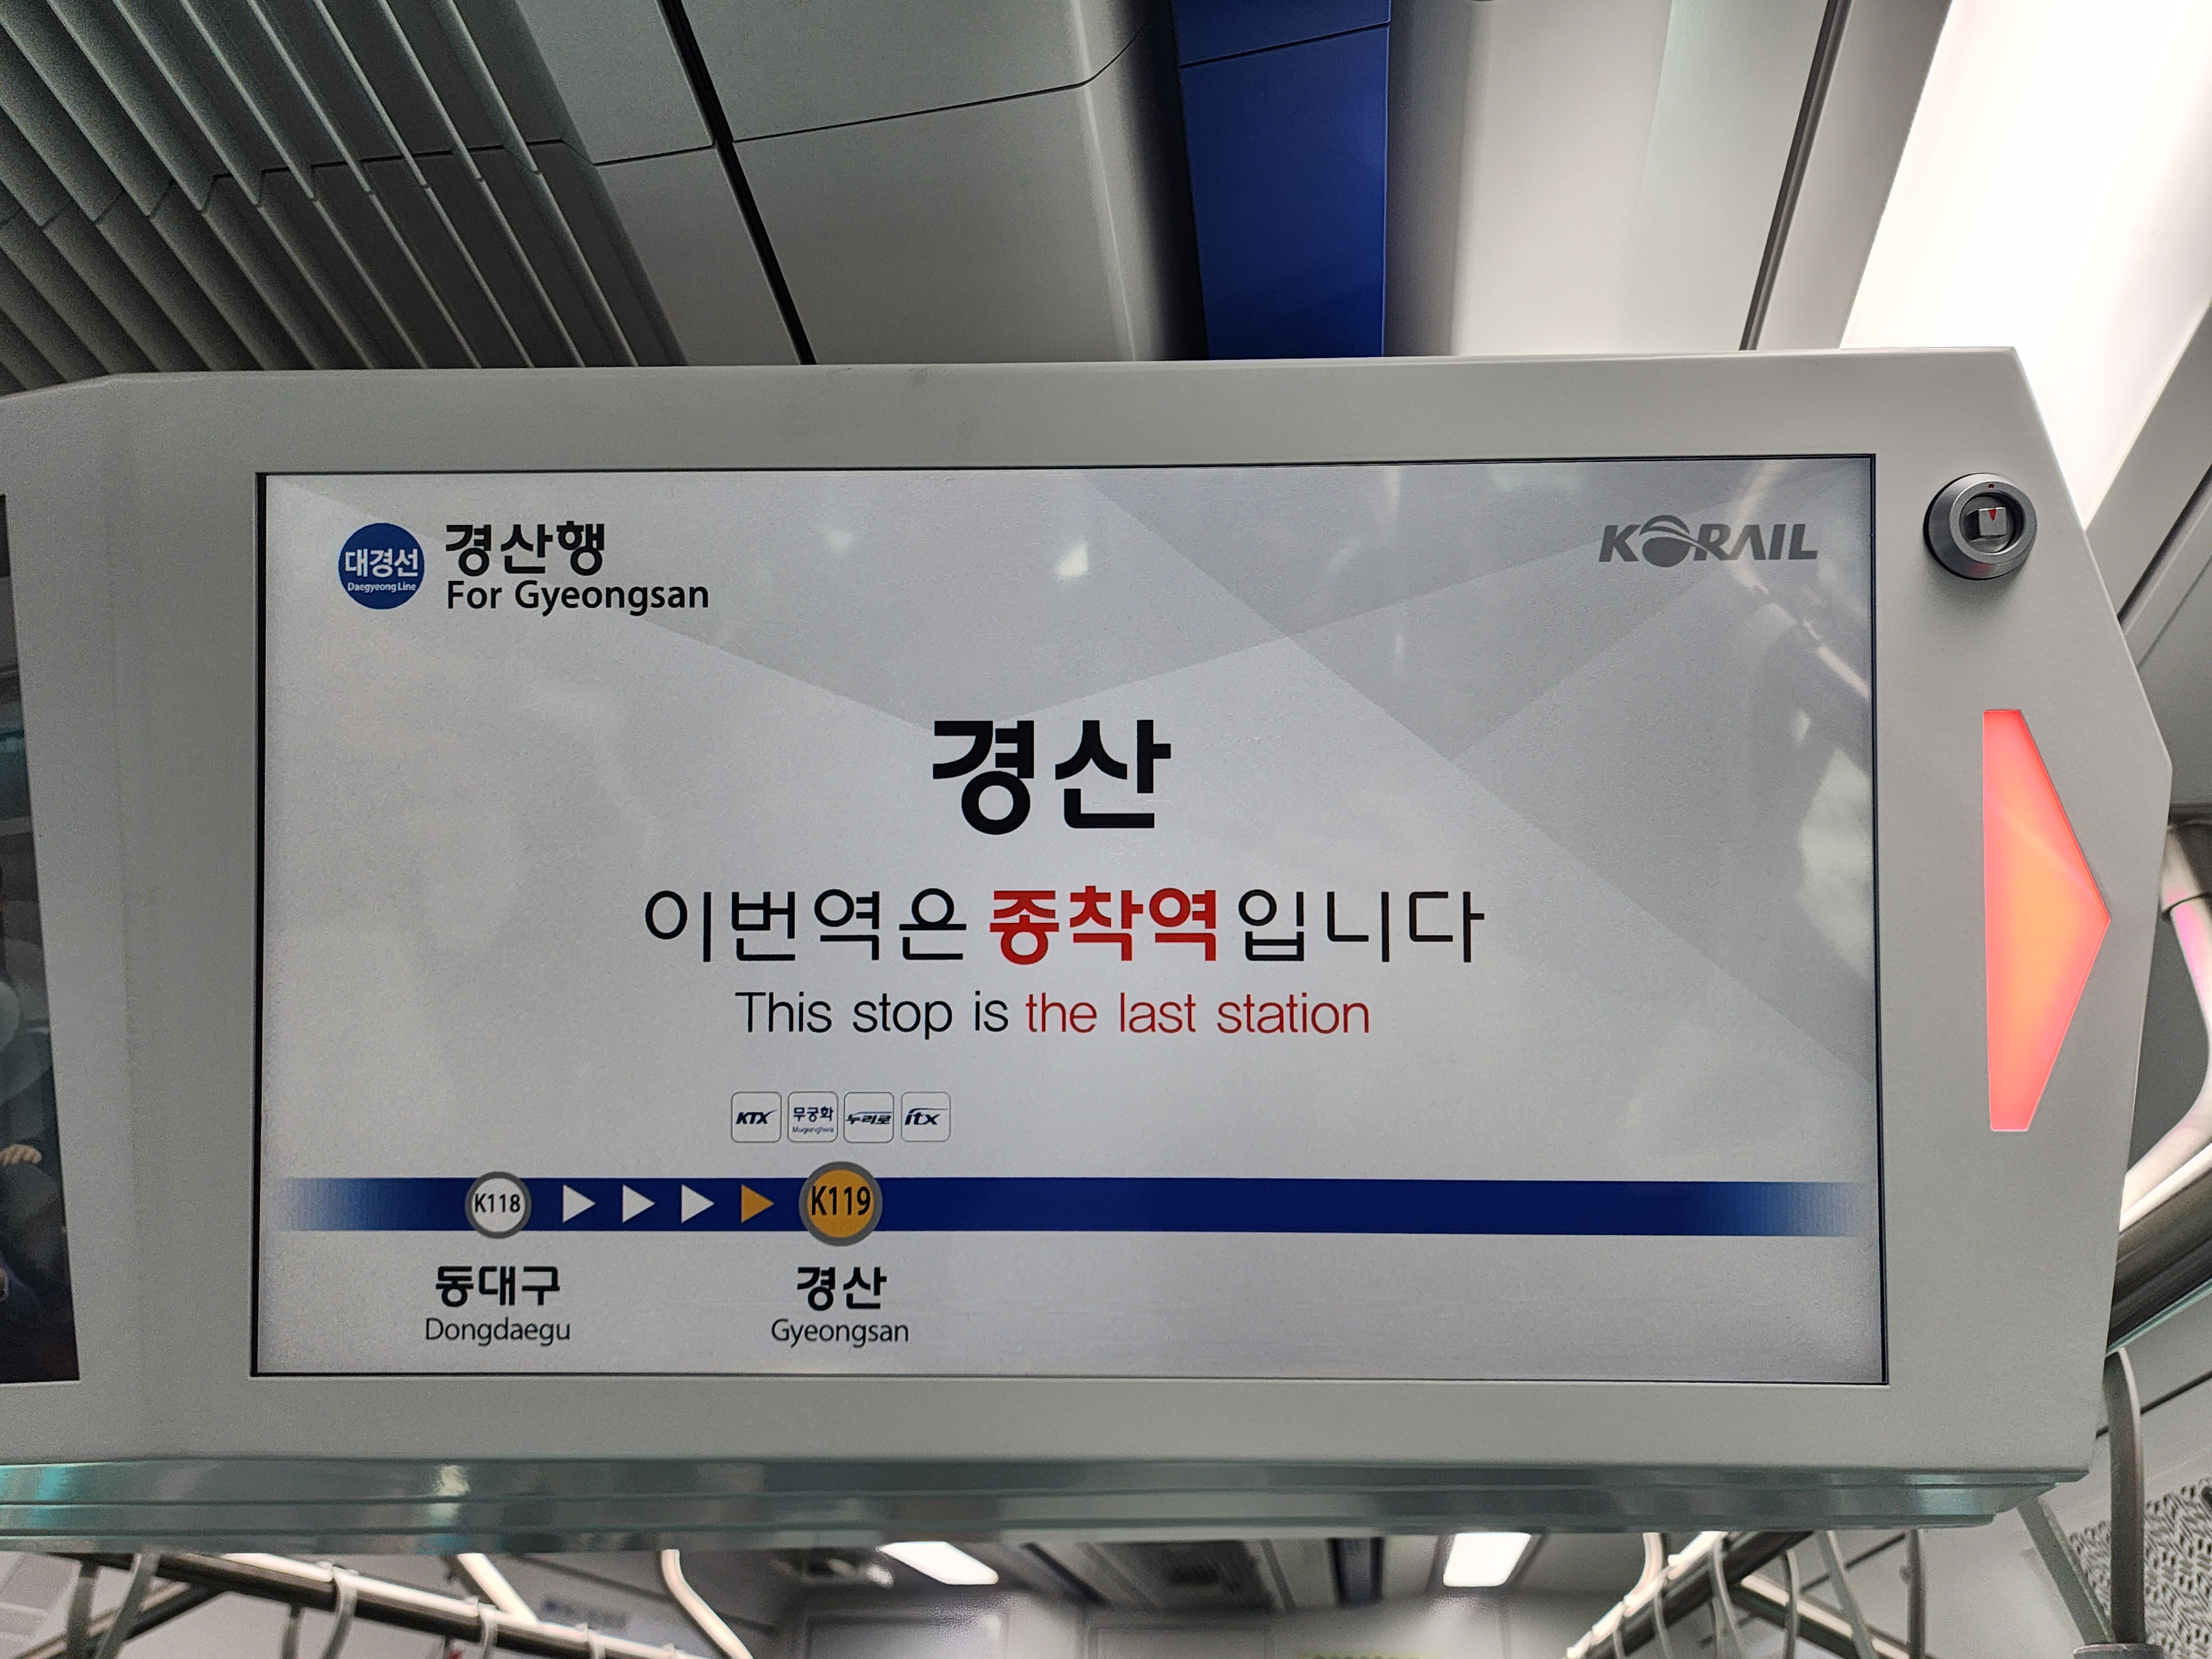 대경선
Daegyeong Line
경산행
For Gyeongsan
KORAIL
경산
이번역은 종착역입니다
This stop is the last station
KTX
무궁화
Mugunghwa
누리로
itx
K118
K119
동대구
Dongdaegu
경산
Gyeongsan